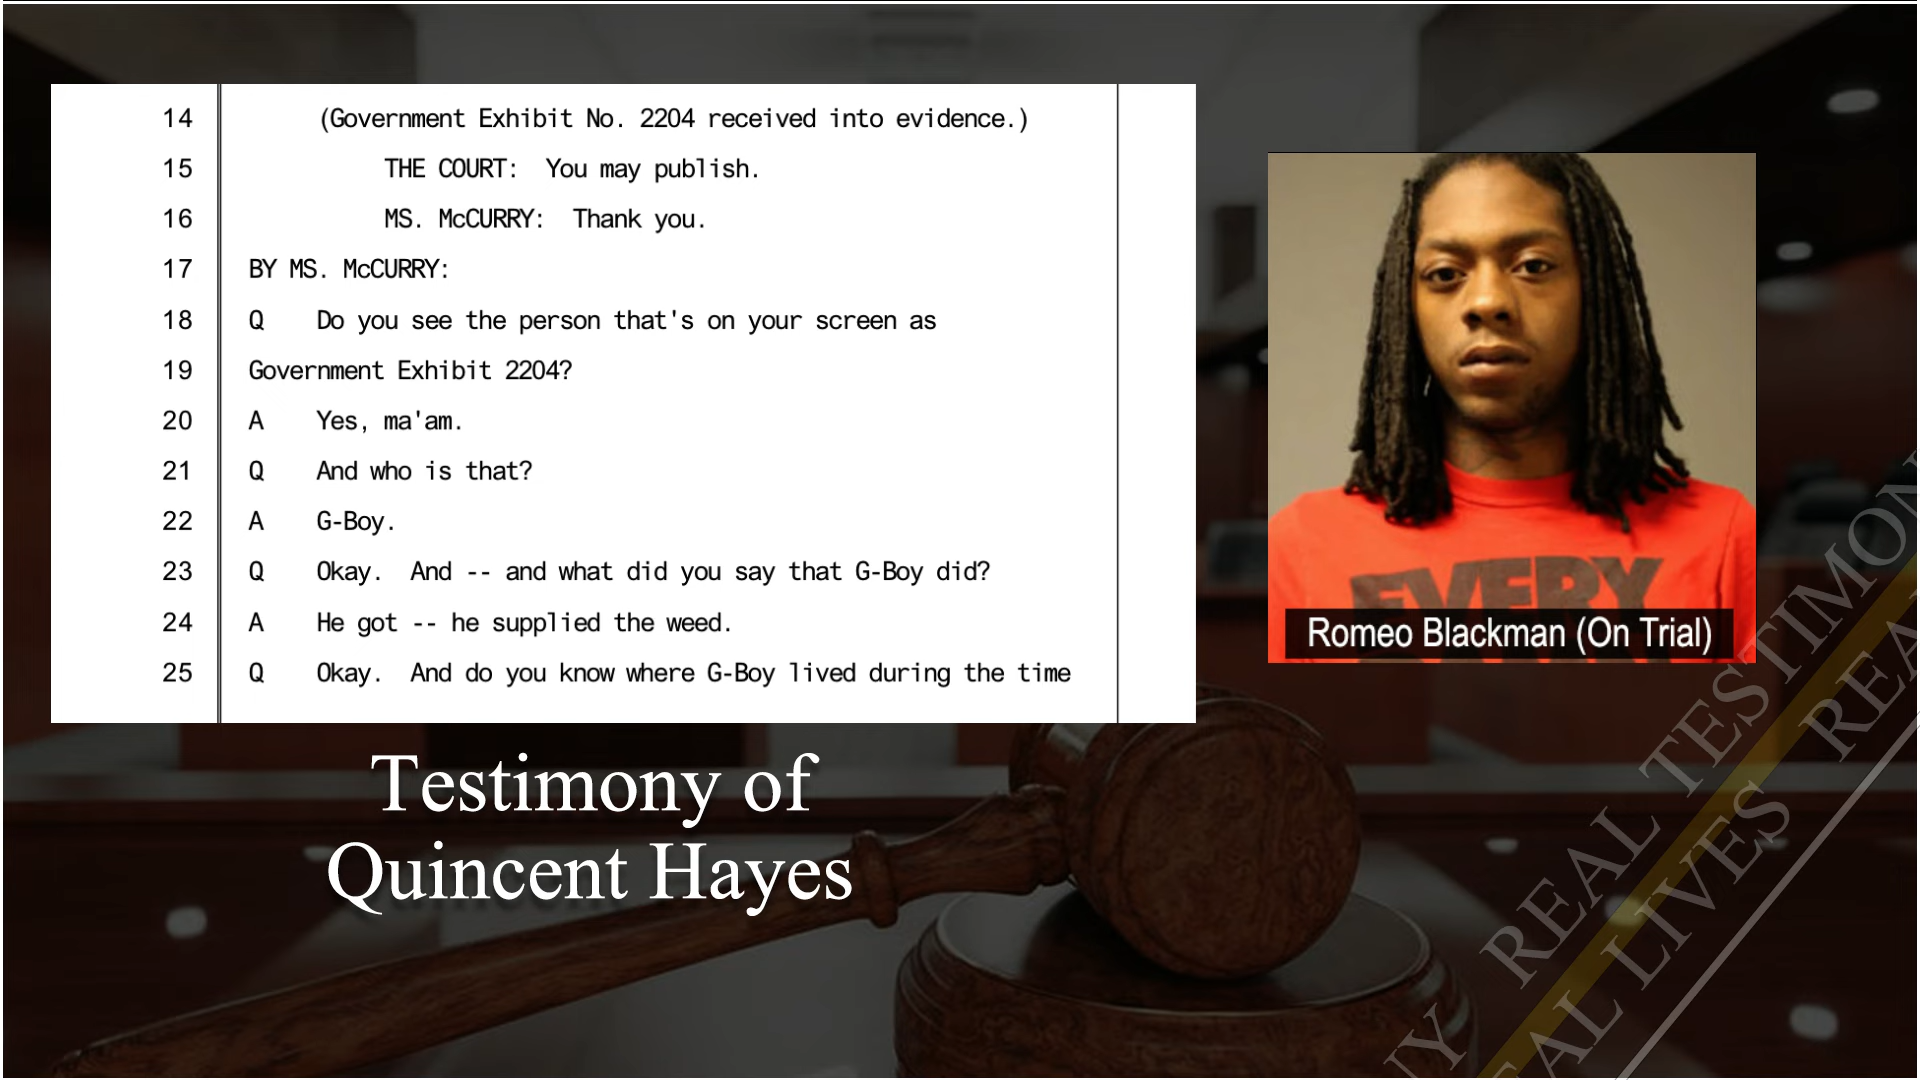 14 (Government Exhibit No. 2204 received into evidence.)
15 THE COURT: You may publish.
16 MS. McCURRY: Thank you.
17 BY MS. McCURRY:
18 Q Do you see the person that's on your screen as
19 Government Exhibit 2204?
20 A Yes, ma'am.
21 Q And who is that?
22 A G-Boy.
23 Q Okay. And -- and what did you say that G-Boy did?
24 A He got -- he supplied the weed.
25 Q Okay. And do you know where G-Boy lived during the time
EVERY
Romeo Blackman (On Trial)
Testimony of
Quincent Hayes
REAL TESTIMON
REAL LIVES REA